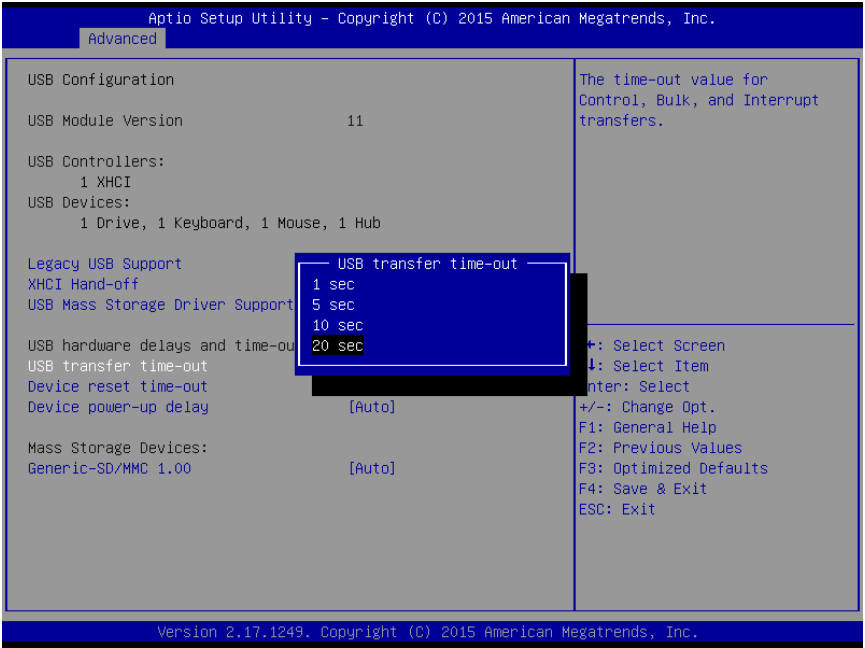 Aptio Setup Utility – Copyright (C) 2015 American Megatrends, Inc.
Advanced
USB Configuration
USB Module Version 11
USB Controllers:
1 XHCI
USB Devices:
1 Drive, 1 Keyboard, 1 Mouse, 1 Hub
Legacy USB Support
XHCI Hand-off
USB Mass Storage Driver Support
USB hardware delays and time-ou
USB transfer time-out
Device reset time-out
Device power-up delay [Auto]
Mass Storage Devices:
Generic-SD/MMC 1.00 [Auto]
USB transfer time-out
1 sec
5 sec
10 sec
20 sec
The time-out value for
Control, Bulk, and Interrupt
transfers.
: Select Screen
: Select Item
nter: Select
+/-: Change Opt.
F1: General Help
F2: Previous Values
F3: Optimized Defaults
F4: Save & Exit
ESC: Exit
Version 2.17.1249. Copyright (C) 2015 American Megatrends, Inc.